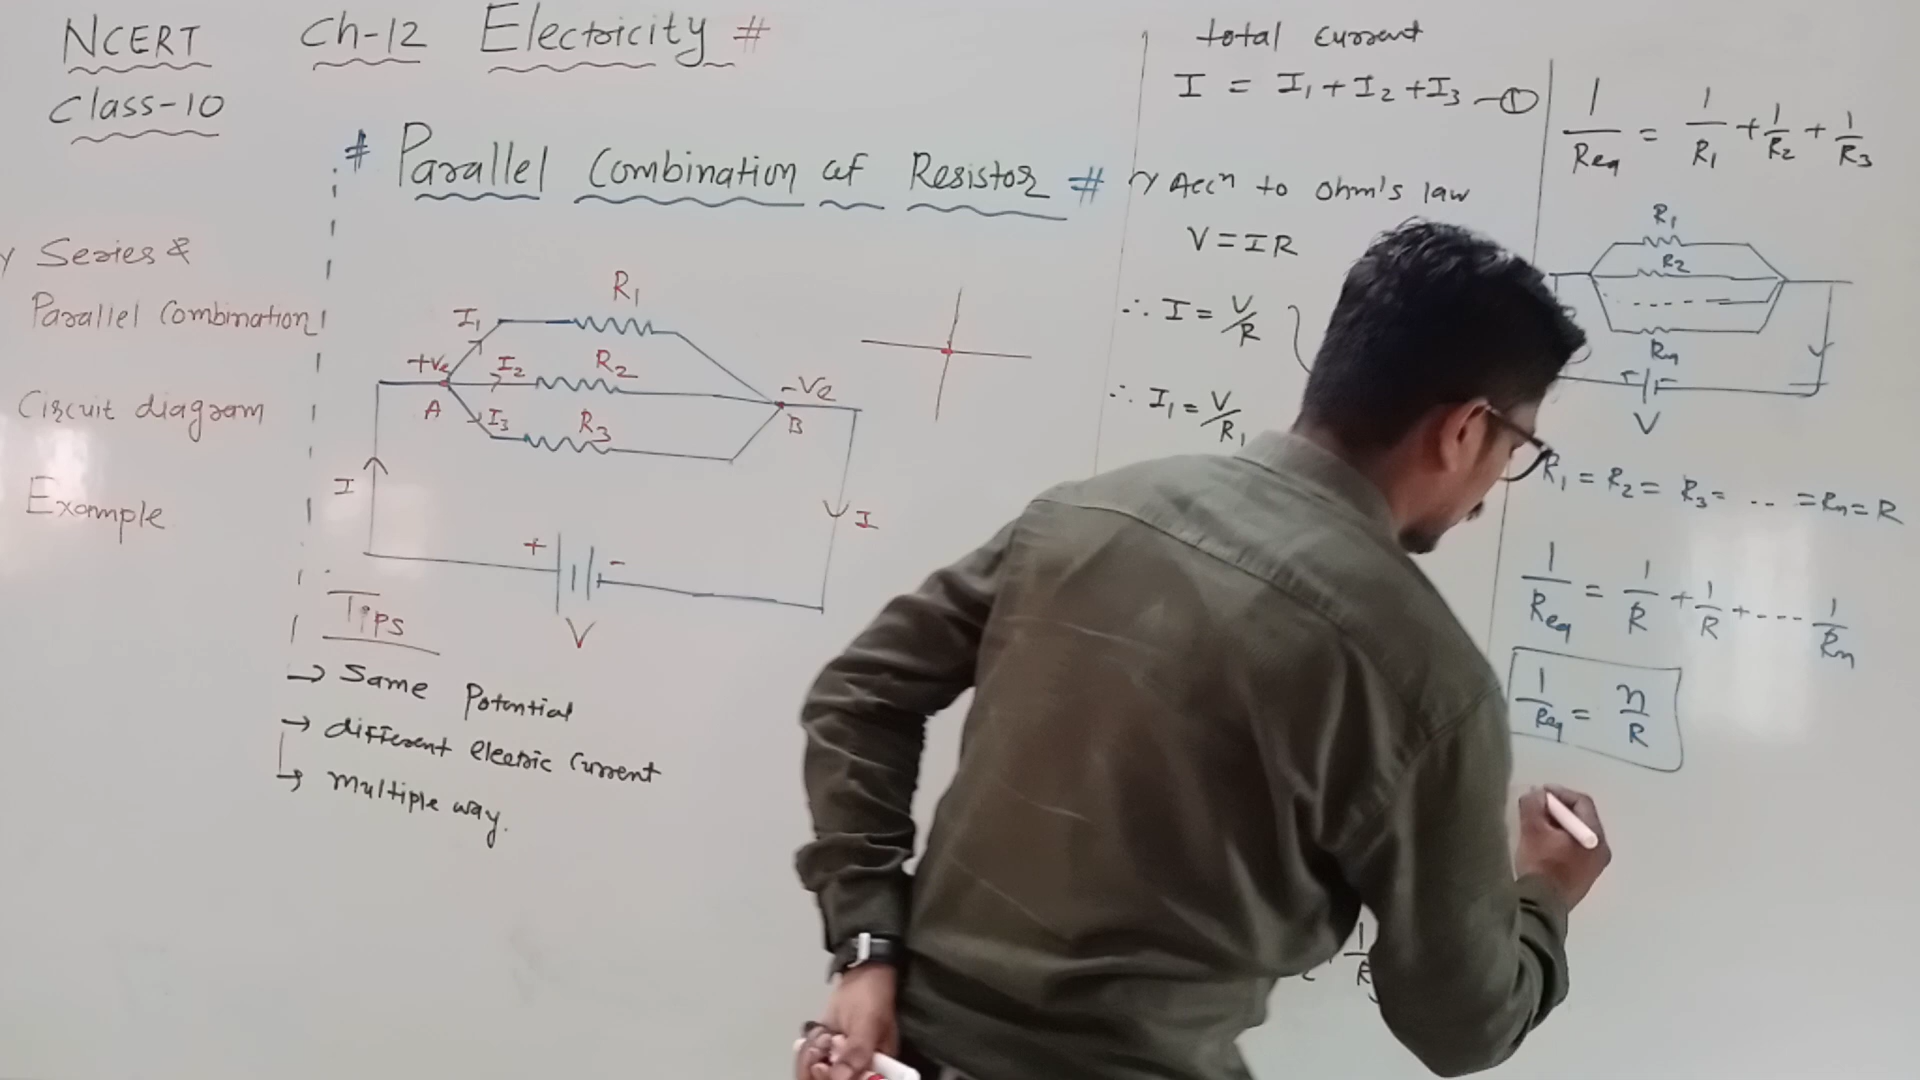 NCERT Ch-12 Electricity #
Class-10
# Parallel Combination of Resistor #
Series &
Parallel Combination
Circuit diagram
Example
R1
I1
+Ve I2 R2
-Ve
A I3 R3 B
I
I
+ -
V
Tips
→ Same Potential
→ different electric current
↳ multiple way.
total current
I = I1 + I2 + I3 - ①
Accn to ohm's law
V = IR
∴ I = V/R
∴ I1 = V/R1
1/Req = 1/R1 + 1/R2 + 1/R3
R1
R2
Rn
+ -
V
R1 = R2 = R3 = .. = Rn = R
1/Req = 1/R + 1/R + ---- 1/Rn
1/Req = n/R